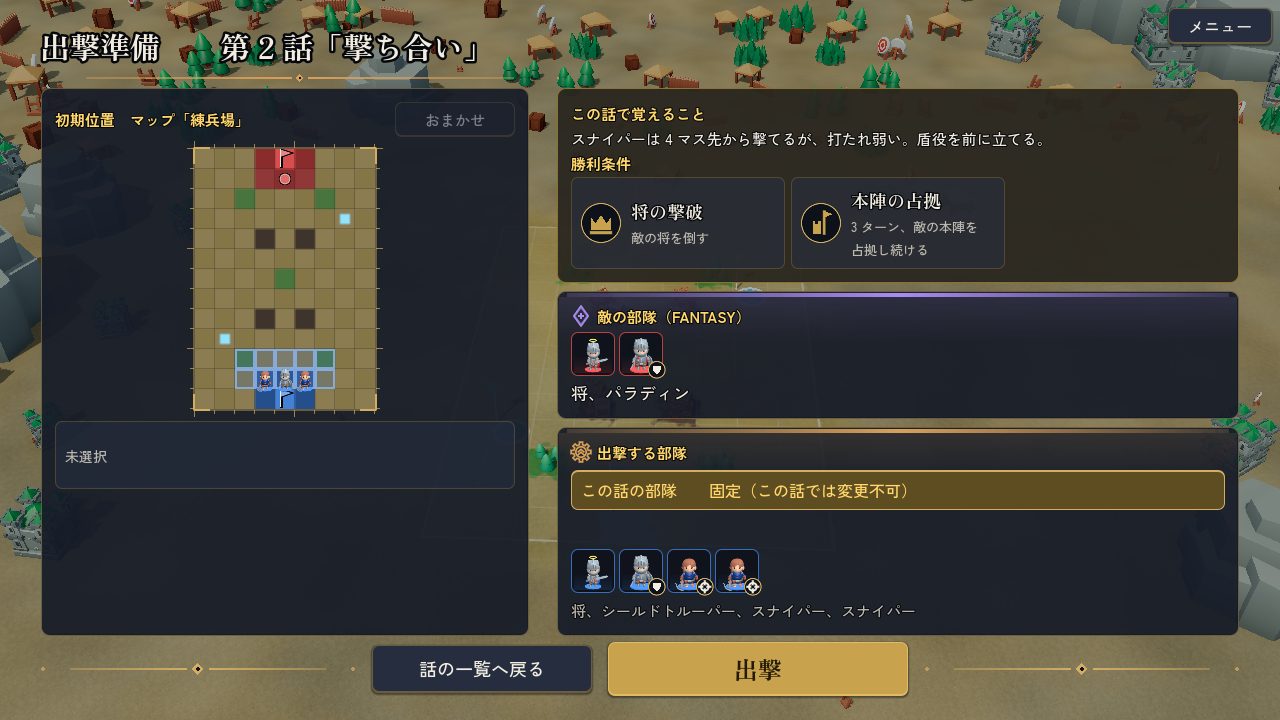 出撃準備　　第２話「撃ち合い」
メニュー
初期位置　マップ「練兵場」
おまかせ
未選択
この話で覚えること
スナイパーは 4 マス先から撃てるが、打たれ弱い。盾役を前に立てる。
勝利条件
将の撃破
敵の将を倒す
本陣の占拠
3 ターン、敵の本陣を
占拠し続ける
敵の部隊（FANTASY）
将、パラディン
出撃する部隊
この話の部隊　　固定（この話では変更不可）
将、シールドトルーパー、スナイパー、スナイパー
話の一覧へ戻る
出撃